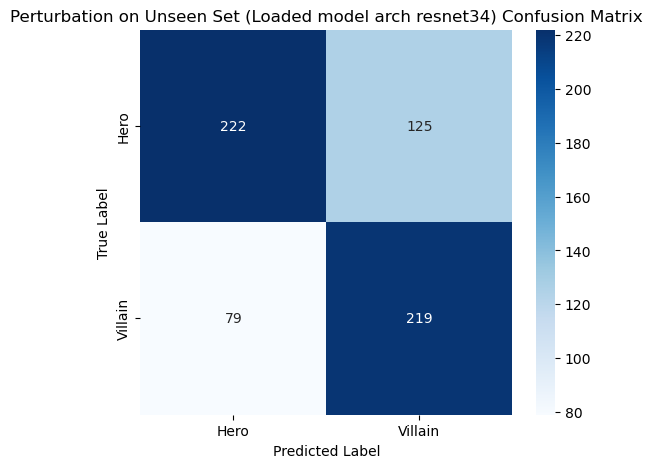 Perturbation on Unseen Set (Loaded model arch resnet34) Confusion Matrix
220
200
180
160
140
120
100
80
True Label
Hero
Villain
222
125
79
219
Hero
Villain
Predicted Label